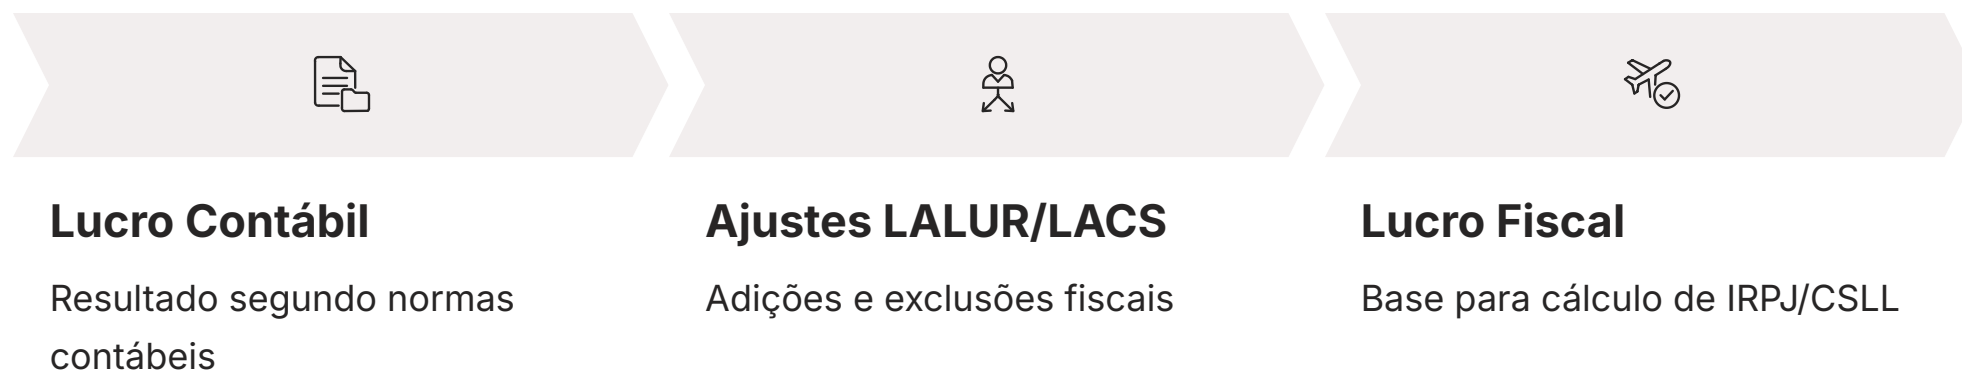 Lucro Contábil
Resultado segundo normas
contábeis
Ajustes LALUR/LACS
Adições e exclusões fiscais
Lucro Fiscal
Base para cálculo de IRPJ/CSLL